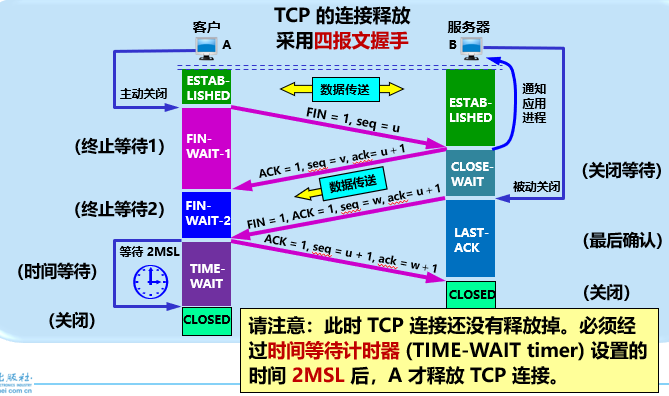 TCP 的连接释放
采用四报文握手
客户
A
服务器
B
主动关闭
ESTAB-
LISHED
数据传送
ESTAB-
LISHED
通知
应用
进程
FIN = 1, seq = u
(终止等待1)
FIN-
WAIT-1
ACK = 1, seq = v, ack= u + 1
CLOSE-
WAIT
(关闭等待)
数据传送
被动关闭
(终止等待2)
FIN-
WAIT-2
FIN = 1, ACK = 1, seq = w, ack= u + 1
LAST-
ACK
(最后确认)
ACK = 1, seq = u + 1, ack = w + 1
等待 2MSL
(时间等待)
TIME-
WAIT
CLOSED
(关闭)
(关闭)
CLOSED
请注意：此时 TCP 连接还没有释放掉。必须经
过时间等待计时器 (TIME-WAIT timer) 设置的
时间 2MSL 后，A 才释放 TCP 连接。
出版社